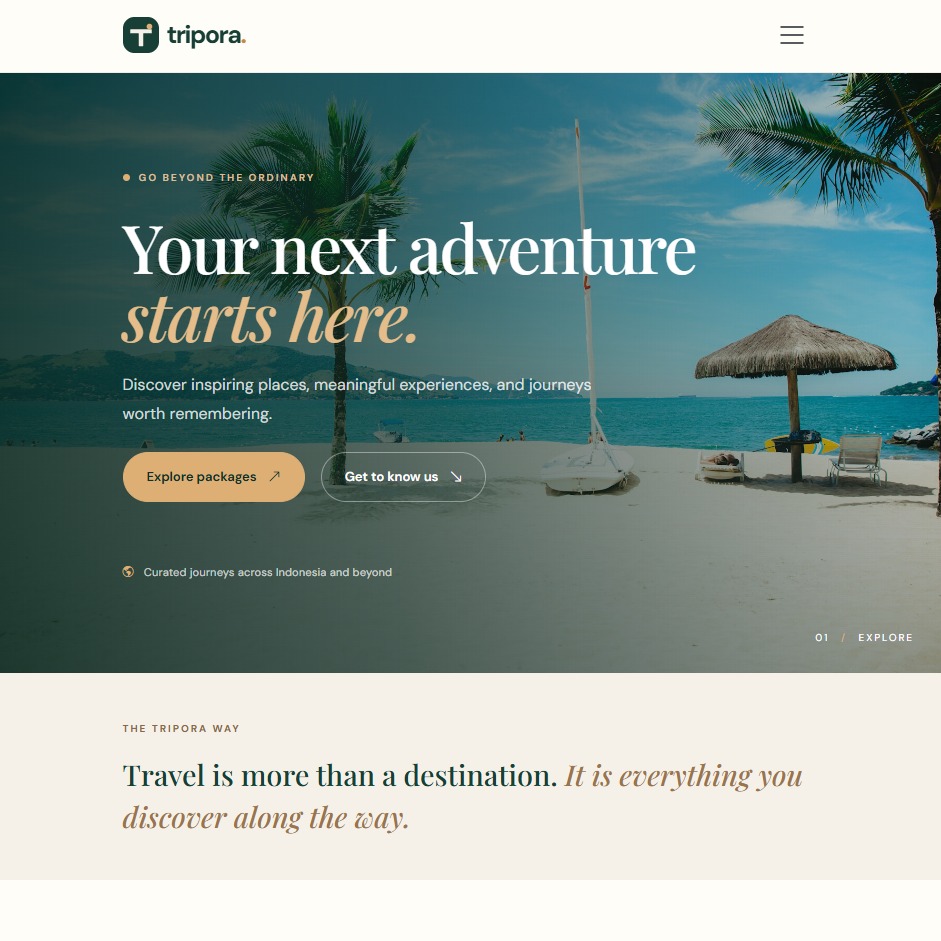 tripora.
GO BEYOND THE ORDINARY
Your next adventure
starts here.
Discover inspiring places, meaningful experiences, and journeys
worth remembering.
Explore packages
Get to know us
Curated journeys across Indonesia and beyond
01 / EXPLORE
THE TRIPORA WAY
Travel is more than a destination. It is everything you
discover along the way.